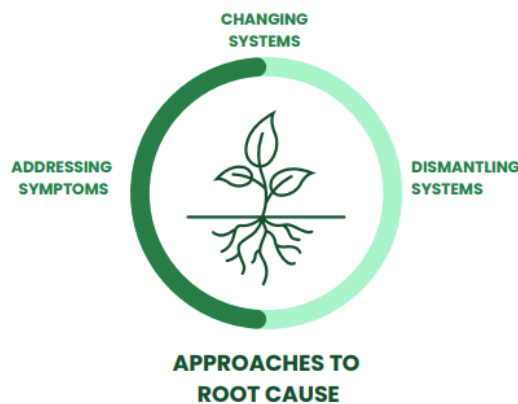 CHANGING
SYSTEMS
ADDRESSING
SYMPTOMS
DISMANTLING
SYSTEMS
APPROACHES TO
ROOT CAUSE